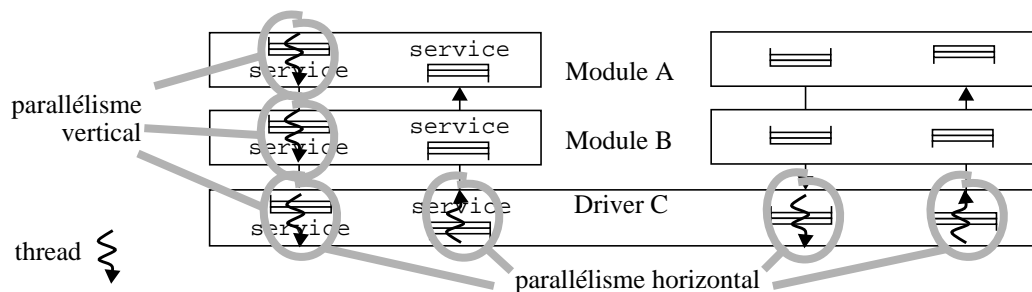 service
service
Module A
parallélisme
vertical
service
service
Module B
service
Driver C
service
thread
parallélisme horizontal